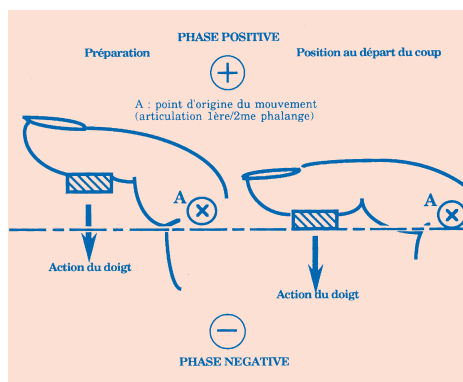 PHASE POSITIVE
Préparation
Position au départ du coup
A : point d'origine du mouvement
(articulation 1ère/2me phalange)
A
A
Action du doigt
Action du doigt
PHASE NEGATIVE